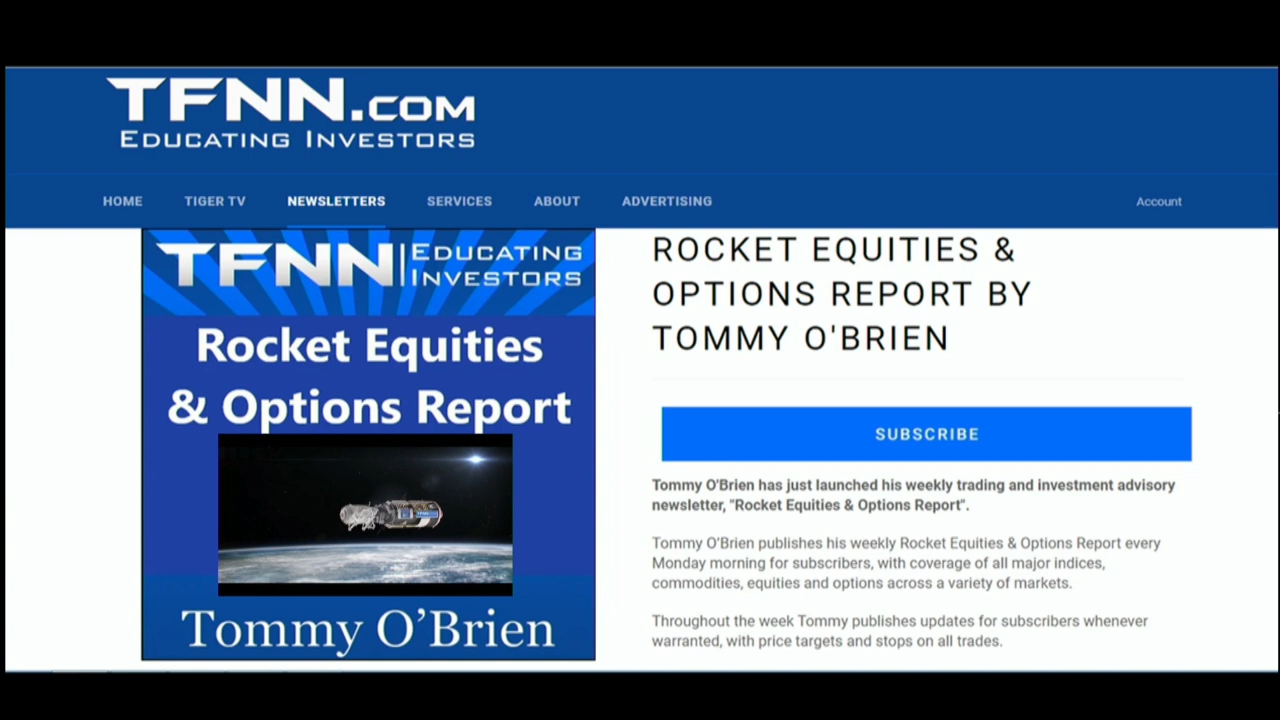 TFNN.COM
EDUCATING INVESTORS
HOME TIGER TV NEWSLETTERS SERVICES ABOUT ADVERTISING Account
TFNN | EDUCATING
INVESTORS
Rocket Equities
& Options Report
TFNN
Tommy O’Brien
ROCKET EQUITIES &
OPTIONS REPORT BY
TOMMY O'BRIEN
SUBSCRIBE
Tommy O'Brien has just launched his weekly trading and investment advisory
newsletter, "Rocket Equities & Options Report".
Tommy O'Brien publishes his weekly Rocket Equities & Options Report every
Monday morning for subscribers, with coverage of all major indices,
commodities, equities and options across a variety of markets.
Throughout the week Tommy publishes updates for subscribers whenever
warranted, with price targets and stops on all trades.